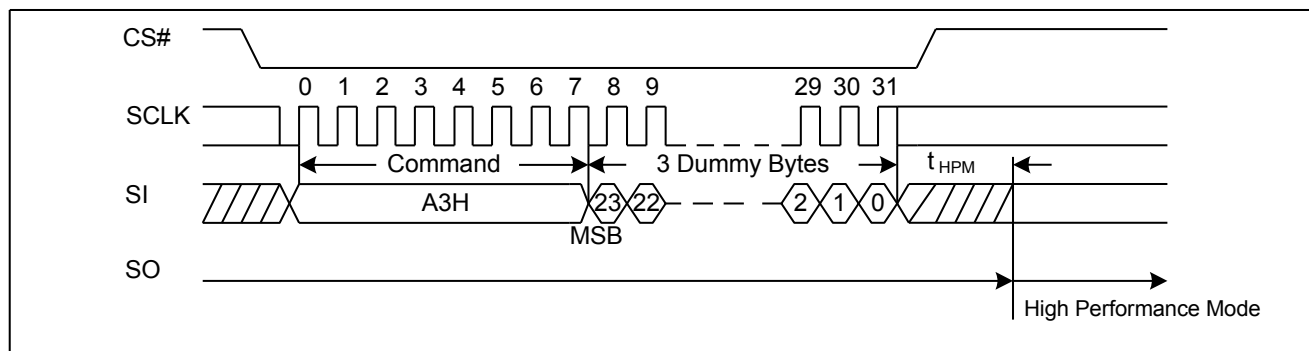 CS#
0 1 2 3 4 5 6 7 8 9 29 30 31
SCLK
Command 3 Dummy Bytes tHPM
SI A3H 23 22 2 1 0
MSB
SO
High Performance Mode